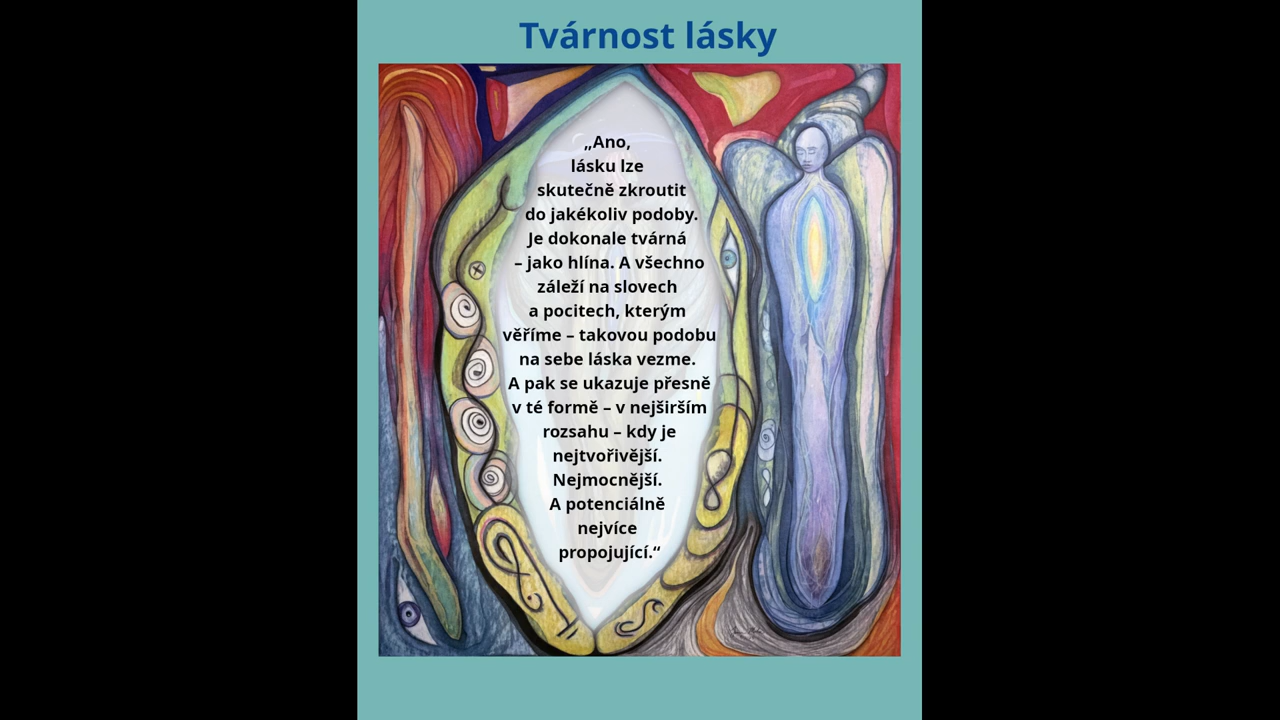 Tvárnost lásky
„Ano,
lásku lze
skutečně zkroutit
do jakékoliv podoby.
Je dokonale tvárná
– jako hlína. A všechno
záleží na slovech
a pocitech, kterým
věříme – takovou podobu
na sebe láska vezme.
A pak se ukazuje přesně
v té formě – v nejširším
rozsahu – kdy je
nejtvořivější.
Nejmocnější.
A potenciálně
nejvíce
propojující.“